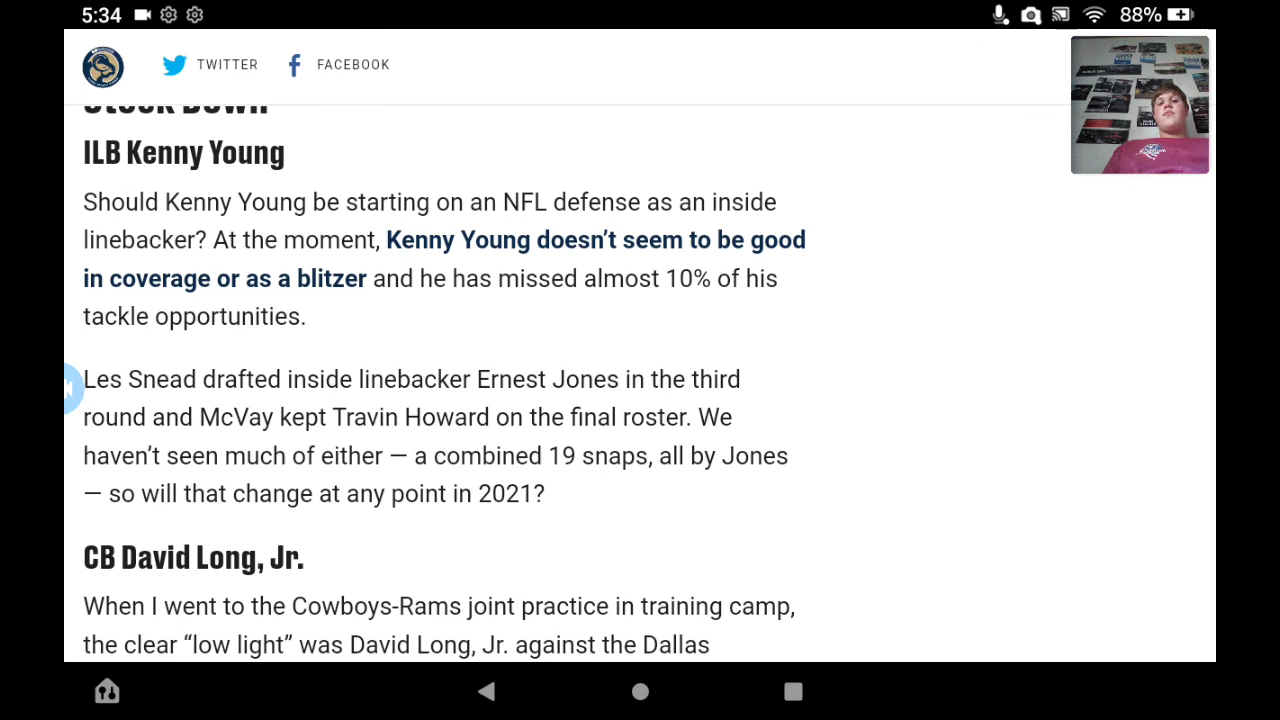 5:34
88%
TWITTER
FACEBOOK
Stock Down
ILB Kenny Young
Should Kenny Young be starting on an NFL defense as an inside
linebacker? At the moment, Kenny Young doesn’t seem to be good
in coverage or as a blitzer and he has missed almost 10% of his
tackle opportunities.
Les Snead drafted inside linebacker Ernest Jones in the third
round and McVay kept Travin Howard on the final roster. We
haven’t seen much of either — a combined 19 snaps, all by Jones
— so will that change at any point in 2021?
CB David Long, Jr.
When I went to the Cowboys-Rams joint practice in training camp,
the clear “low light” was David Long, Jr. against the Dallas